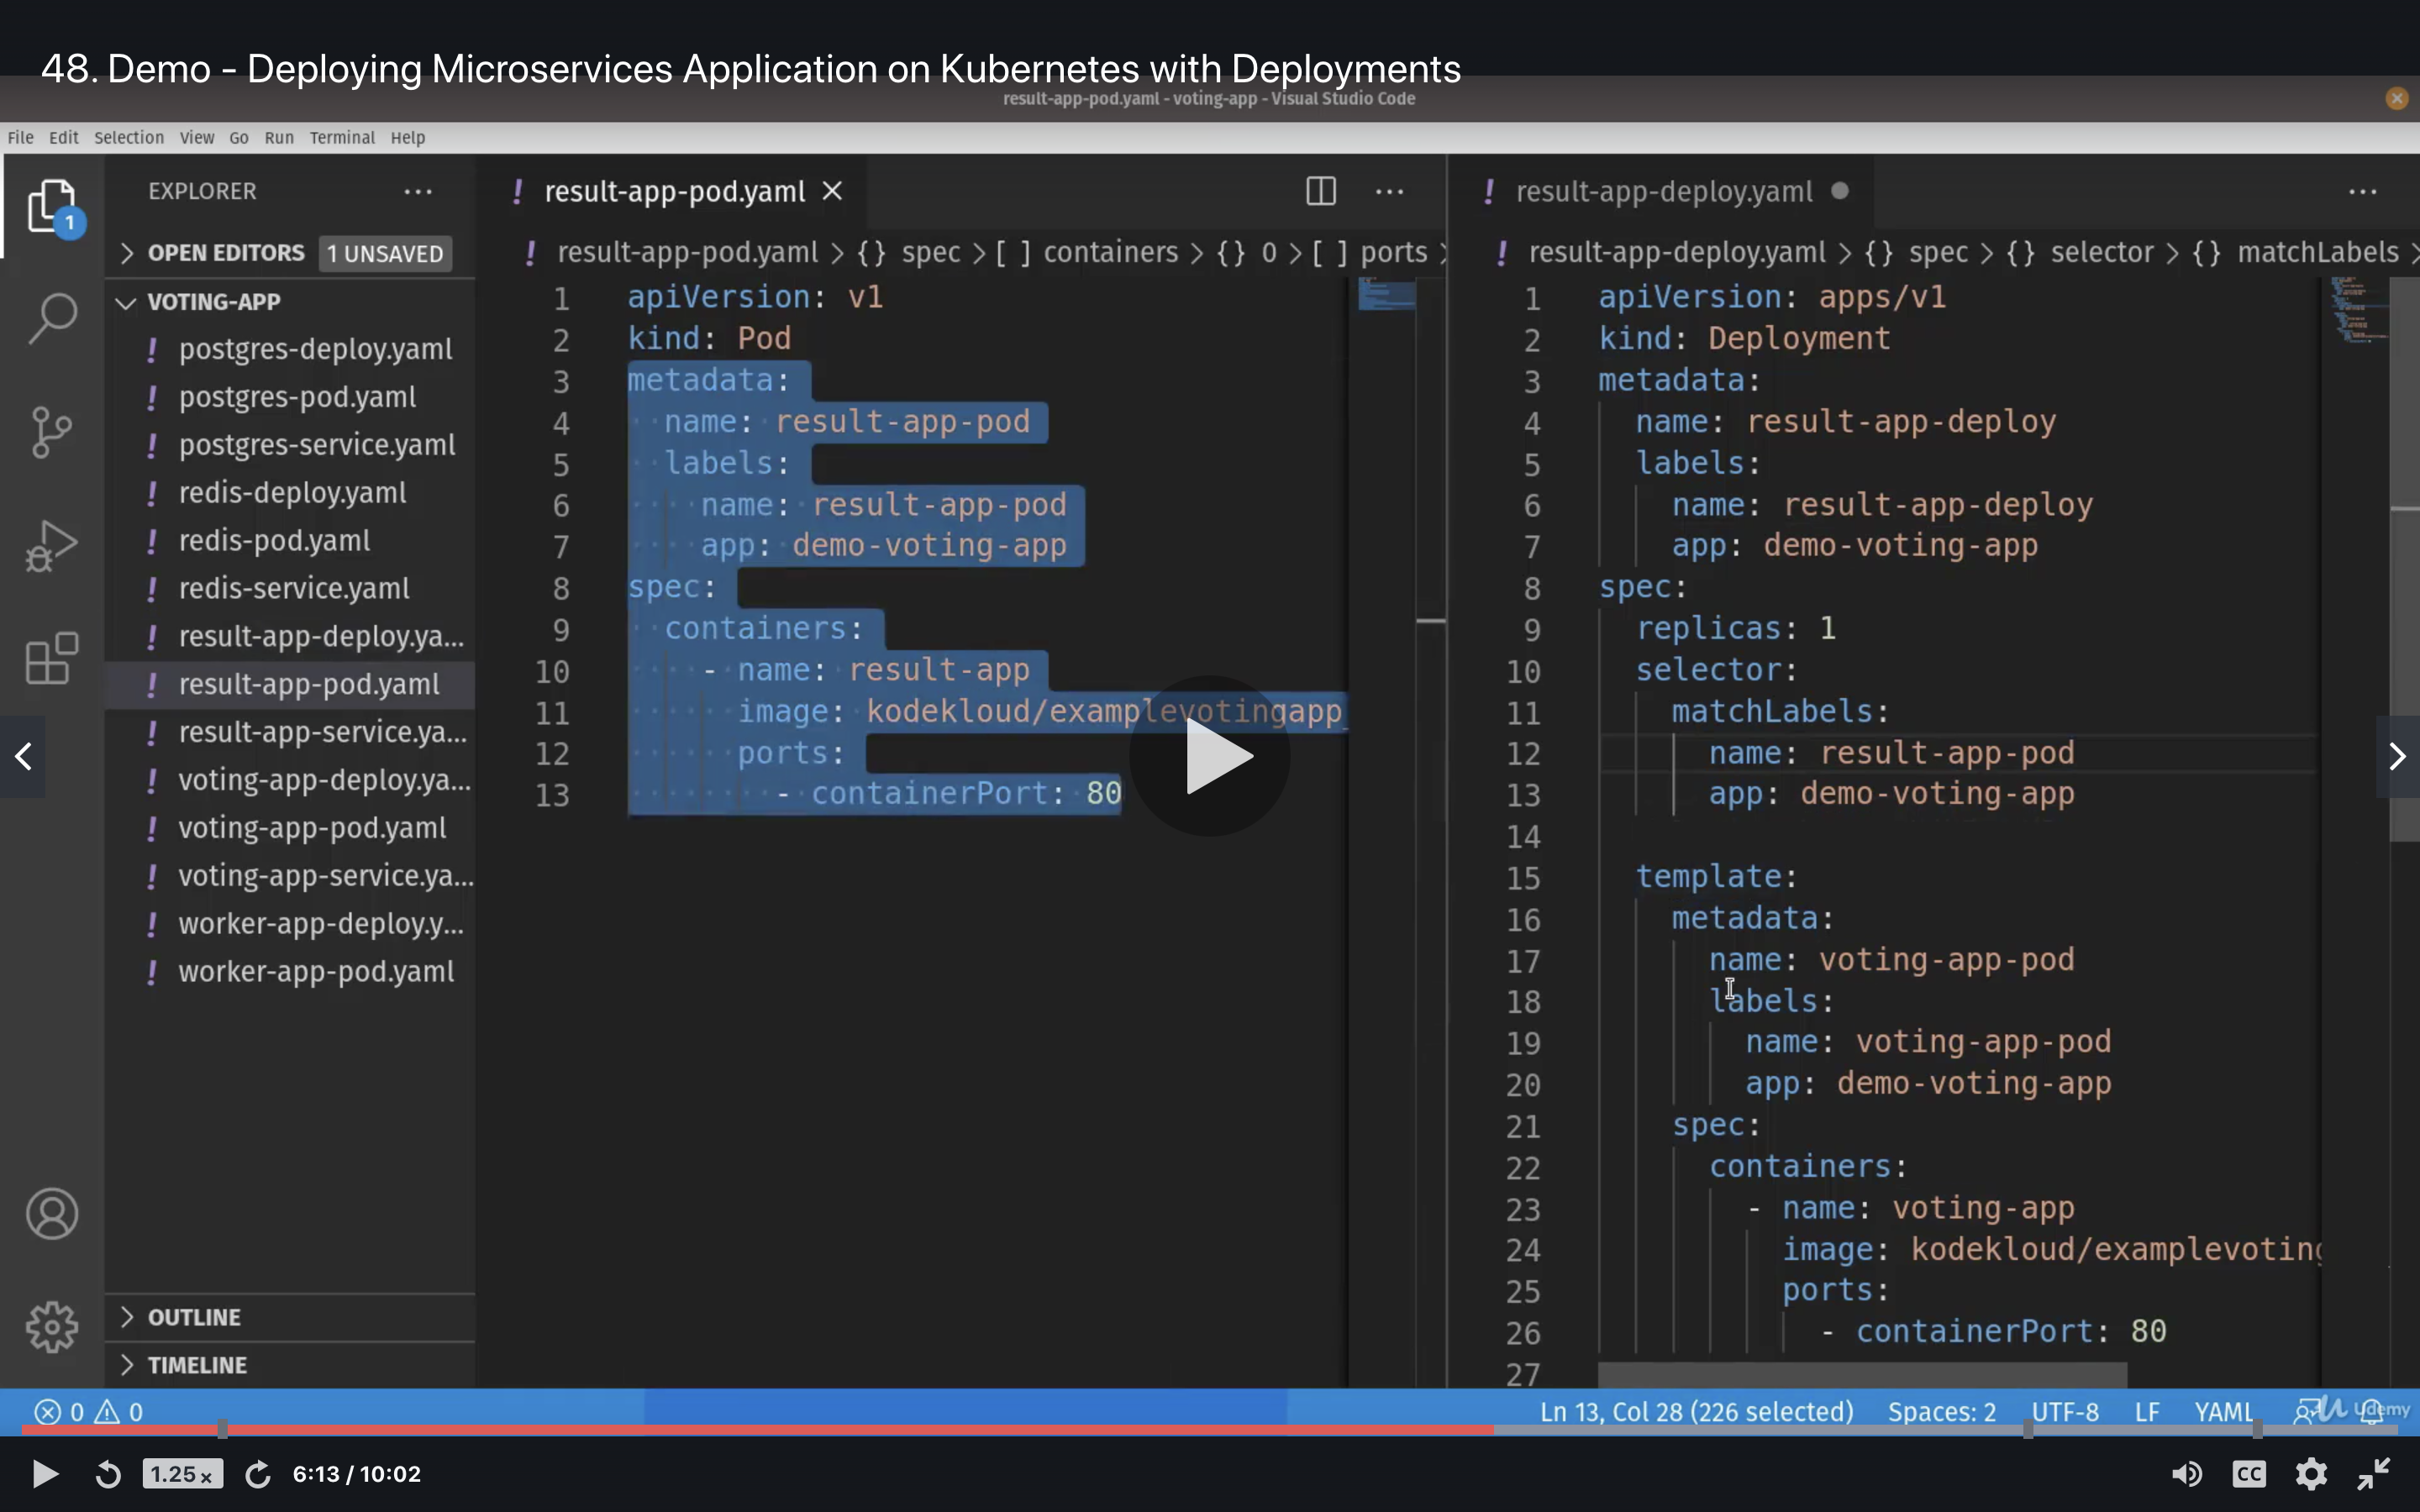 48. Demo - Deploying Microservices Application on Kubernetes with Deployments
result-app-pod.yaml - voting-app - Visual Studio Code
File Edit Selection View Go Run Terminal Help
1
EXPLORER
OPEN EDITORS 1 UNSAVED
VOTING-APP
! postgres-deploy.yaml
! postgres-pod.yaml
! postgres-service.yaml
! redis-deploy.yaml
! redis-pod.yaml
! redis-service.yaml
! result-app-deploy.ya...
! result-app-pod.yaml
! result-app-service.ya...
! voting-app-deploy.ya...
! voting-app-pod.yaml
! voting-app-service.ya...
! worker-app-deploy.y...
! worker-app-pod.yaml
OUTLINE
TIMELINE
! result-app-pod.yaml ×
! result-app-pod.yaml > {} spec > [ ] containers > {} 0 > [ ] ports >
1 apiVersion: v1
2 kind: Pod
3 metadata:
4   name: result-app-pod
5   labels:
6     name: result-app-pod
7     app: demo-voting-app
8 spec:
9   containers:
10     - name: result-app
11       image: kodekloud/examplevotingapp_
12       ports:
13         - containerPort: 80
! result-app-deploy.yaml ●
! result-app-deploy.yaml > {} spec > {} selector > {} matchLabels >
1 apiVersion: apps/v1
2 kind: Deployment
3 metadata:
4   name: result-app-deploy
5   labels:
6     name: result-app-deploy
7     app: demo-voting-app
8 spec:
9   replicas: 1
10   selector:
11     matchLabels:
12       name: result-app-pod
13       app: demo-voting-app
14
15   template:
16     metadata:
17       name: voting-app-pod
18       labels:
19         name: voting-app-pod
20         app: demo-voting-app
21     spec:
22       containers:
23         - name: voting-app
24           image: kodekloud/examplevoting
25           ports:
26             - containerPort: 80
27
0 0
Ln 13, Col 28 (226 selected) Spaces: 2 UTF-8 LF YAML
Udemy
1.25x 6:13 / 10:02 CC